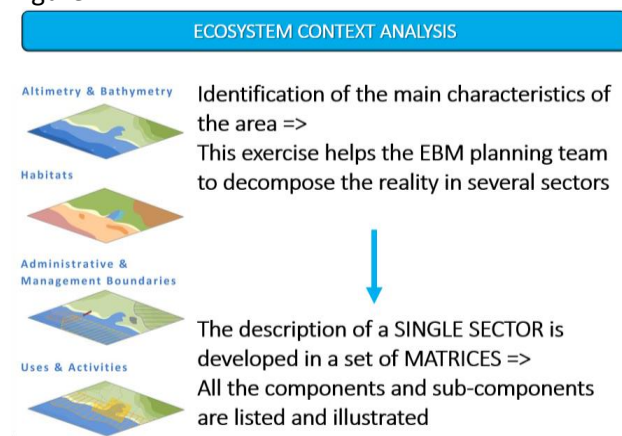 ECOSYSTEM CONTEXT ANALYSIS
Altimetry & Bathymetry
Habitats
Administrative &
Management Boundaries
Uses & Activities
Identification of the main characteristics of
the area =>
This exercise helps the EBM planning team
to decompose the reality in several sectors
The description of a SINGLE SECTOR is
developed in a set of MATRICES =>
All the components and sub-components
are listed and illustrated